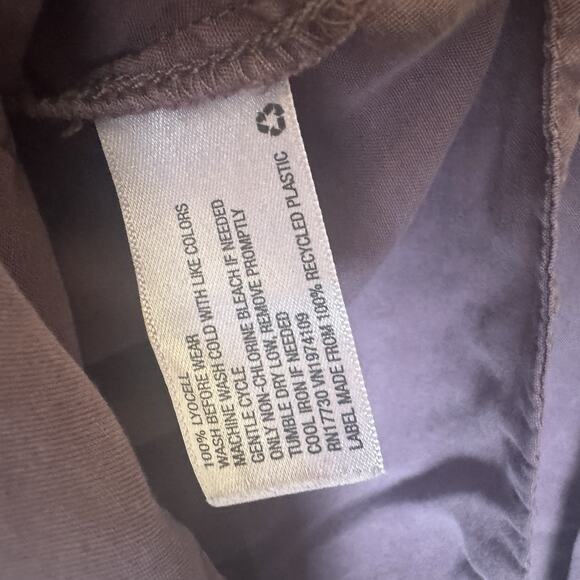 100% LYOCELL
WASH BEFORE WEAR
MACHINE WASH COLD WITH LIKE COLORS
GENTLE CYCLE
ONLY NON-CHLORINE BLEACH IF NEEDED
TUMBLE DRY LOW, REMOVE PROMPTLY
COOL IRON IF NEEDED
RN17730 VN1974109
LABEL MADE FROM 100% RECYCLED PLASTIC